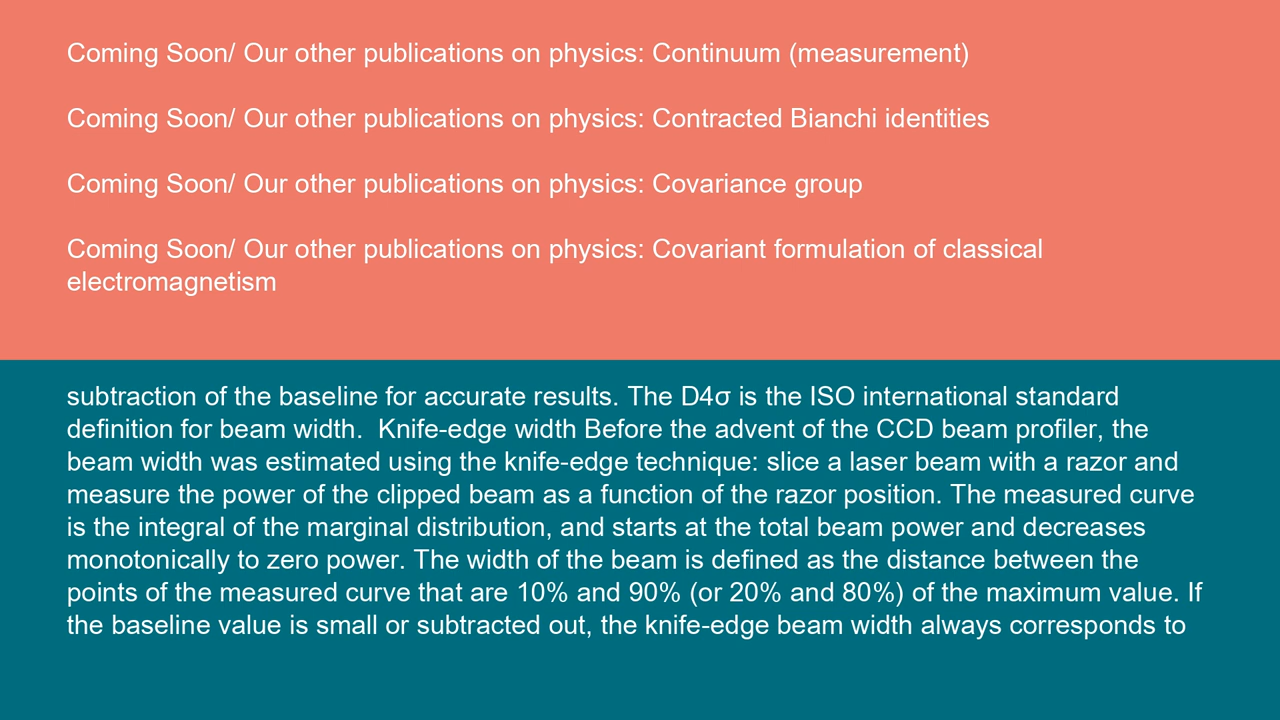 Coming Soon/ Our other publications on physics: Continuum (measurement)
Coming Soon/ Our other publications on physics: Contracted Bianchi identities
Coming Soon/ Our other publications on physics: Covariance group
Coming Soon/ Our other publications on physics: Covariant formulation of classical
electromagnetism
subtraction of the baseline for accurate results. The D4σ is the ISO international standard
definition for beam width.  Knife-edge width Before the advent of the CCD beam profiler, the
beam width was estimated using the knife-edge technique: slice a laser beam with a razor and
measure the power of the clipped beam as a function of the razor position. The measured curve
is the integral of the marginal distribution, and starts at the total beam power and decreases
monotonically to zero power. The width of the beam is defined as the distance between the
points of the measured curve that are 10% and 90% (or 20% and 80%) of the maximum value. If
the baseline value is small or subtracted out, the knife-edge beam width always corresponds to